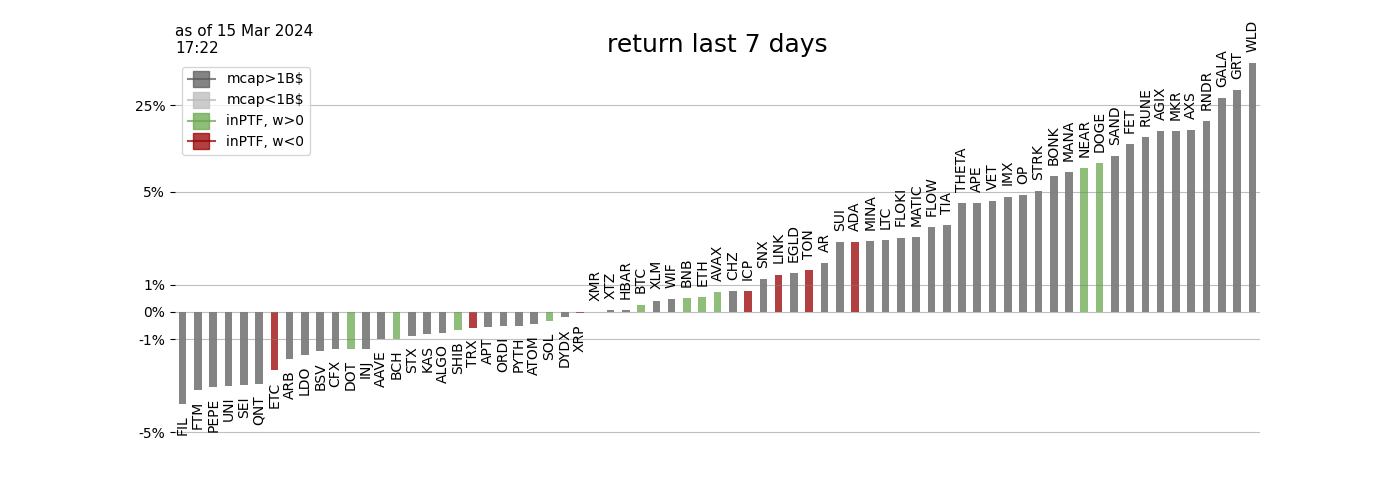 as of 15 Mar 2024
17:22
return last 7 days
mcap>1B$
mcap<1B$
inPTF, w>0
inPTF, w<0
25%
5%
1%
0%
-1%
-5%
FIL
FTM
PEPE
UNI
SEI
QNT
ETC
ARB
LDO
BSV
CFX
DOT
INJ
AAVE
BCH
STX
KAS
ALGO
SHIB
TRX
APT
ORDI
PYTH
ATOM
SOL
DYDX
XRP
XMR
XTZ
HBAR
BTC
XLM
WIF
BNB
ETH
AVAX
CHZ
ICP
SNX
LINK
EGLD
TON
AR
SUI
ADA
MINA
LTC
FLOKI
MATIC
FLOW
TIA
THETA
APE
VET
IMX
OP
STRK
BONK
MANA
NEAR
DOGE
SAND
FET
RUNE
AGIX
MKR
AXS
RNDR
GALA
GRT
WLD